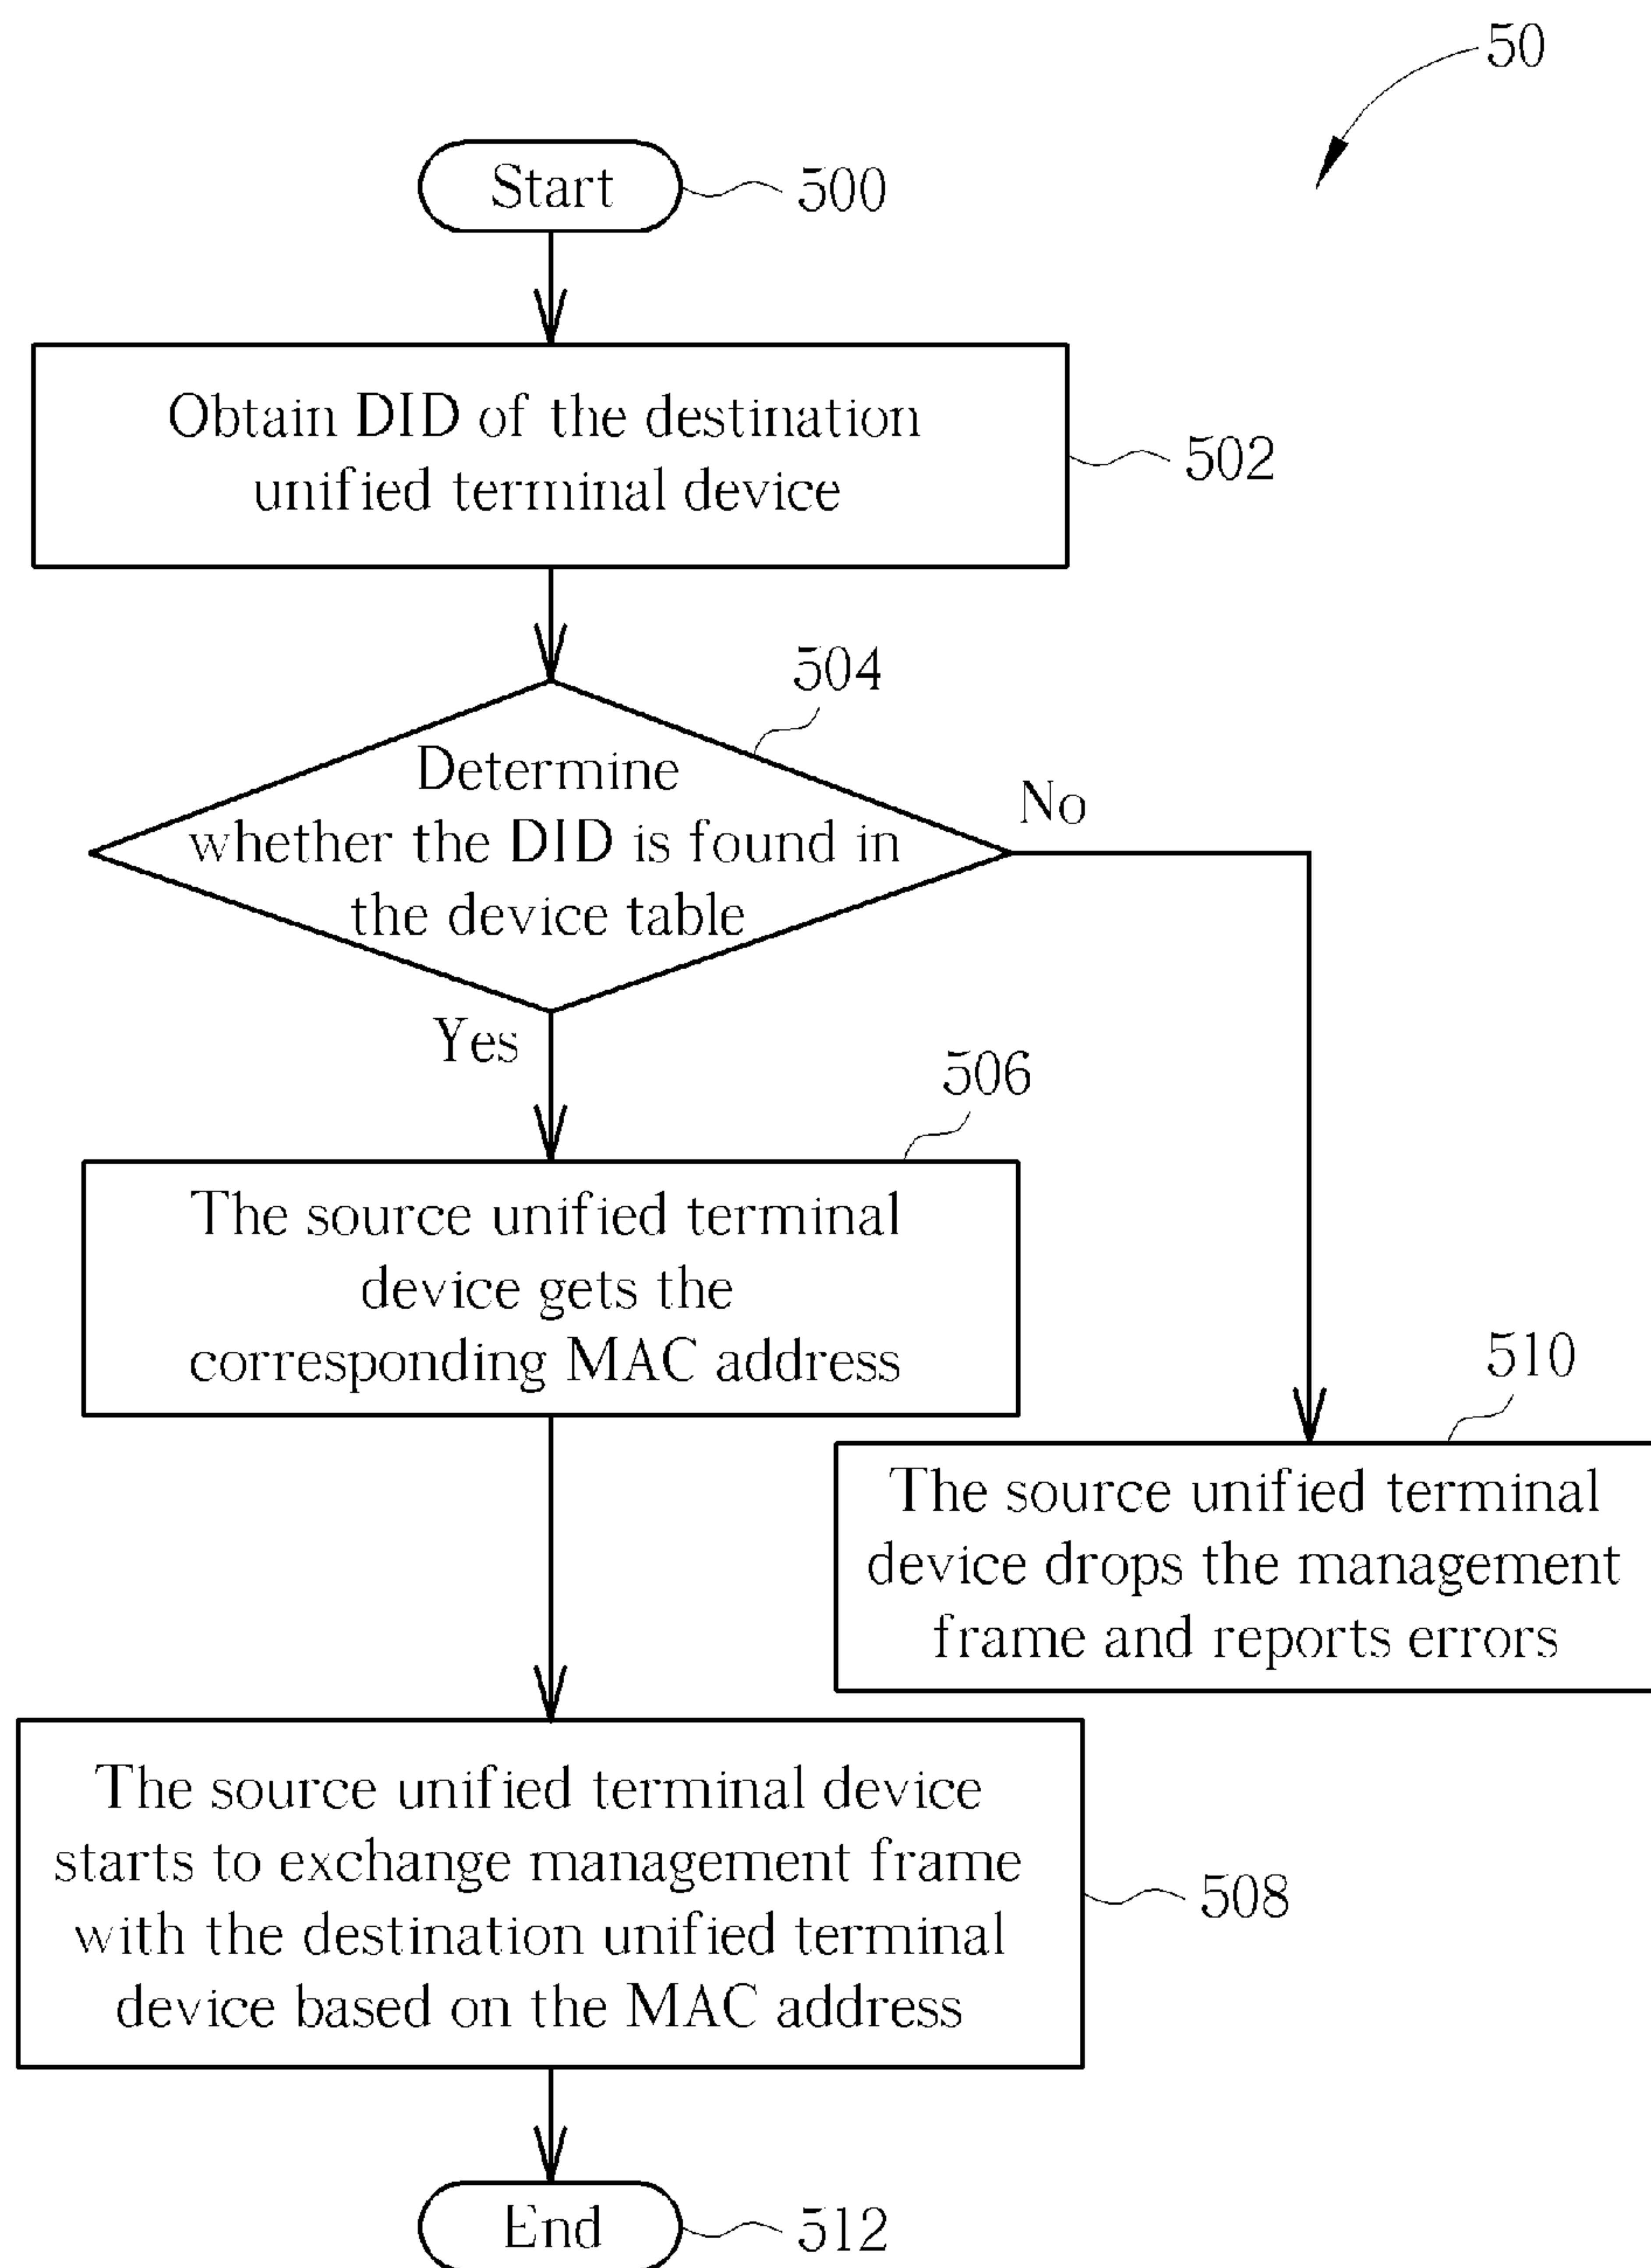 50
Start
500
Obtain DID of the destination
unified terminal device
502
504
Determine
whether the DID is found in
the device table
No
Yes
506
The source unified terminal
device gets the
corresponding MAC address
510
The source unified terminal
device drops the management
frame and reports errors
The source unified terminal device
starts to exchange management frame
with the destination unified terminal
device based on the MAC address
508
End
512